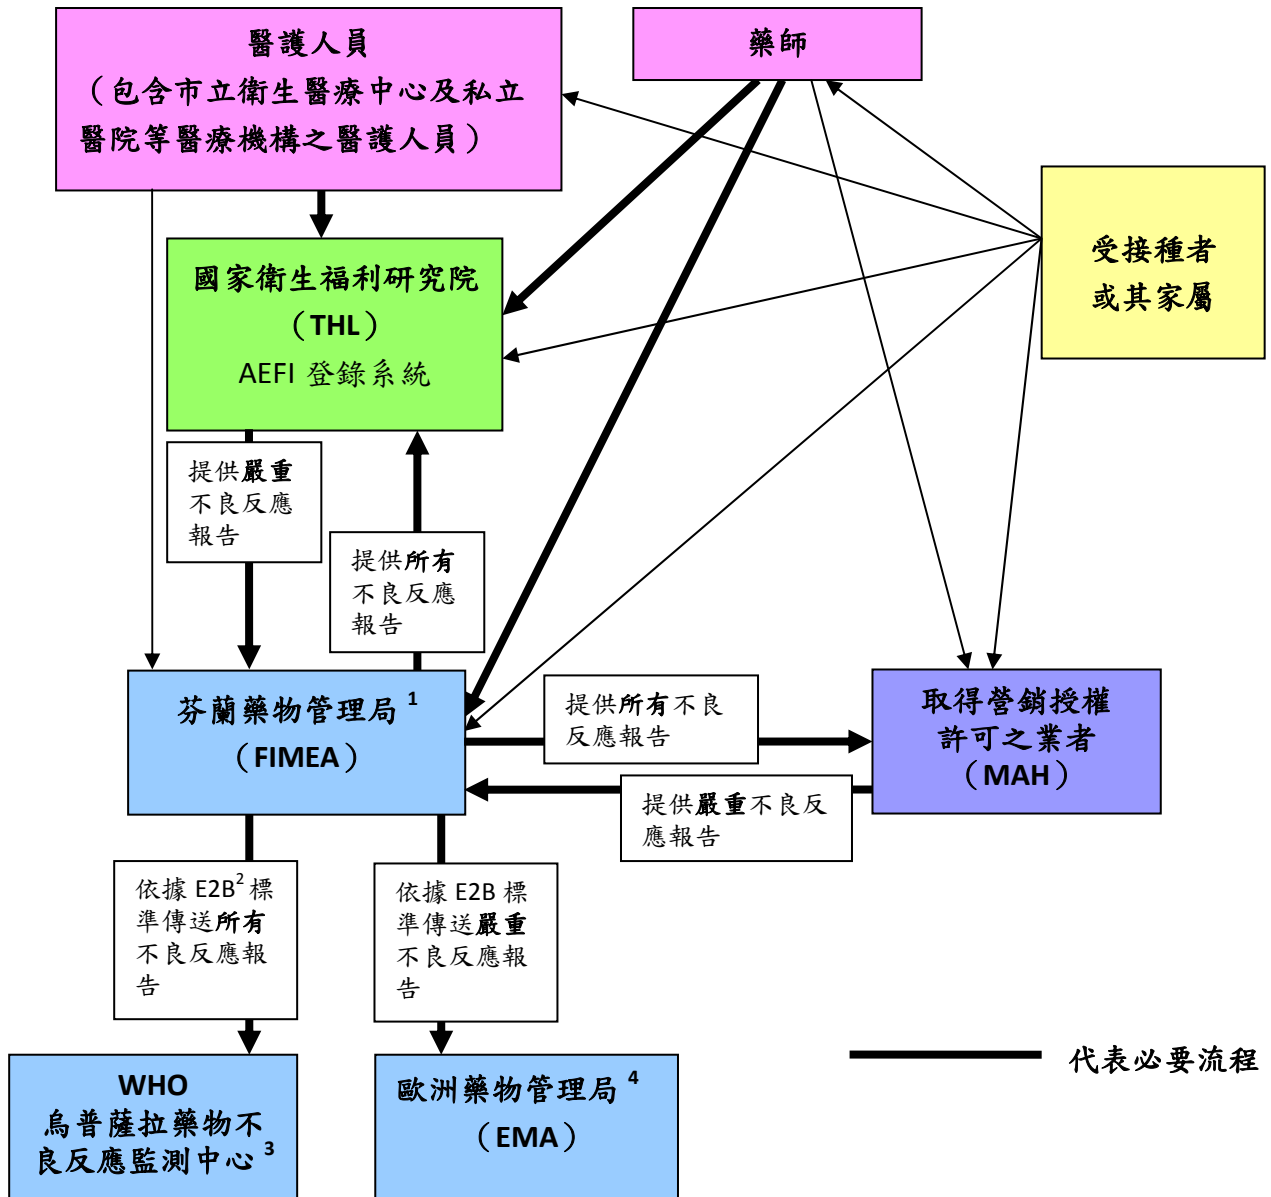 醫護人員
（包含市立衛生醫療中心及私立
醫院等醫療機構之醫護人員）
藥師
受接種者
或其家屬
國家衛生福利研究院
（THL）
AEFI 登錄系統
提供嚴重
不良反應
報告
提供所有
不良反應
報告
芬蘭藥物管理局 1
（FIMEA）
提供所有不良
反應報告
提供嚴重不良反
應報告
取得營銷授權
許可之業者
（MAH）
依據 E2B2 標
準傳送所有
不良反應報
告
依據 E2B 標
準傳送嚴重
不良反應報
告
WHO
烏普薩拉藥物不
良反應監測中心 3
歐洲藥物管理局 4
（EMA）
代表必要流程